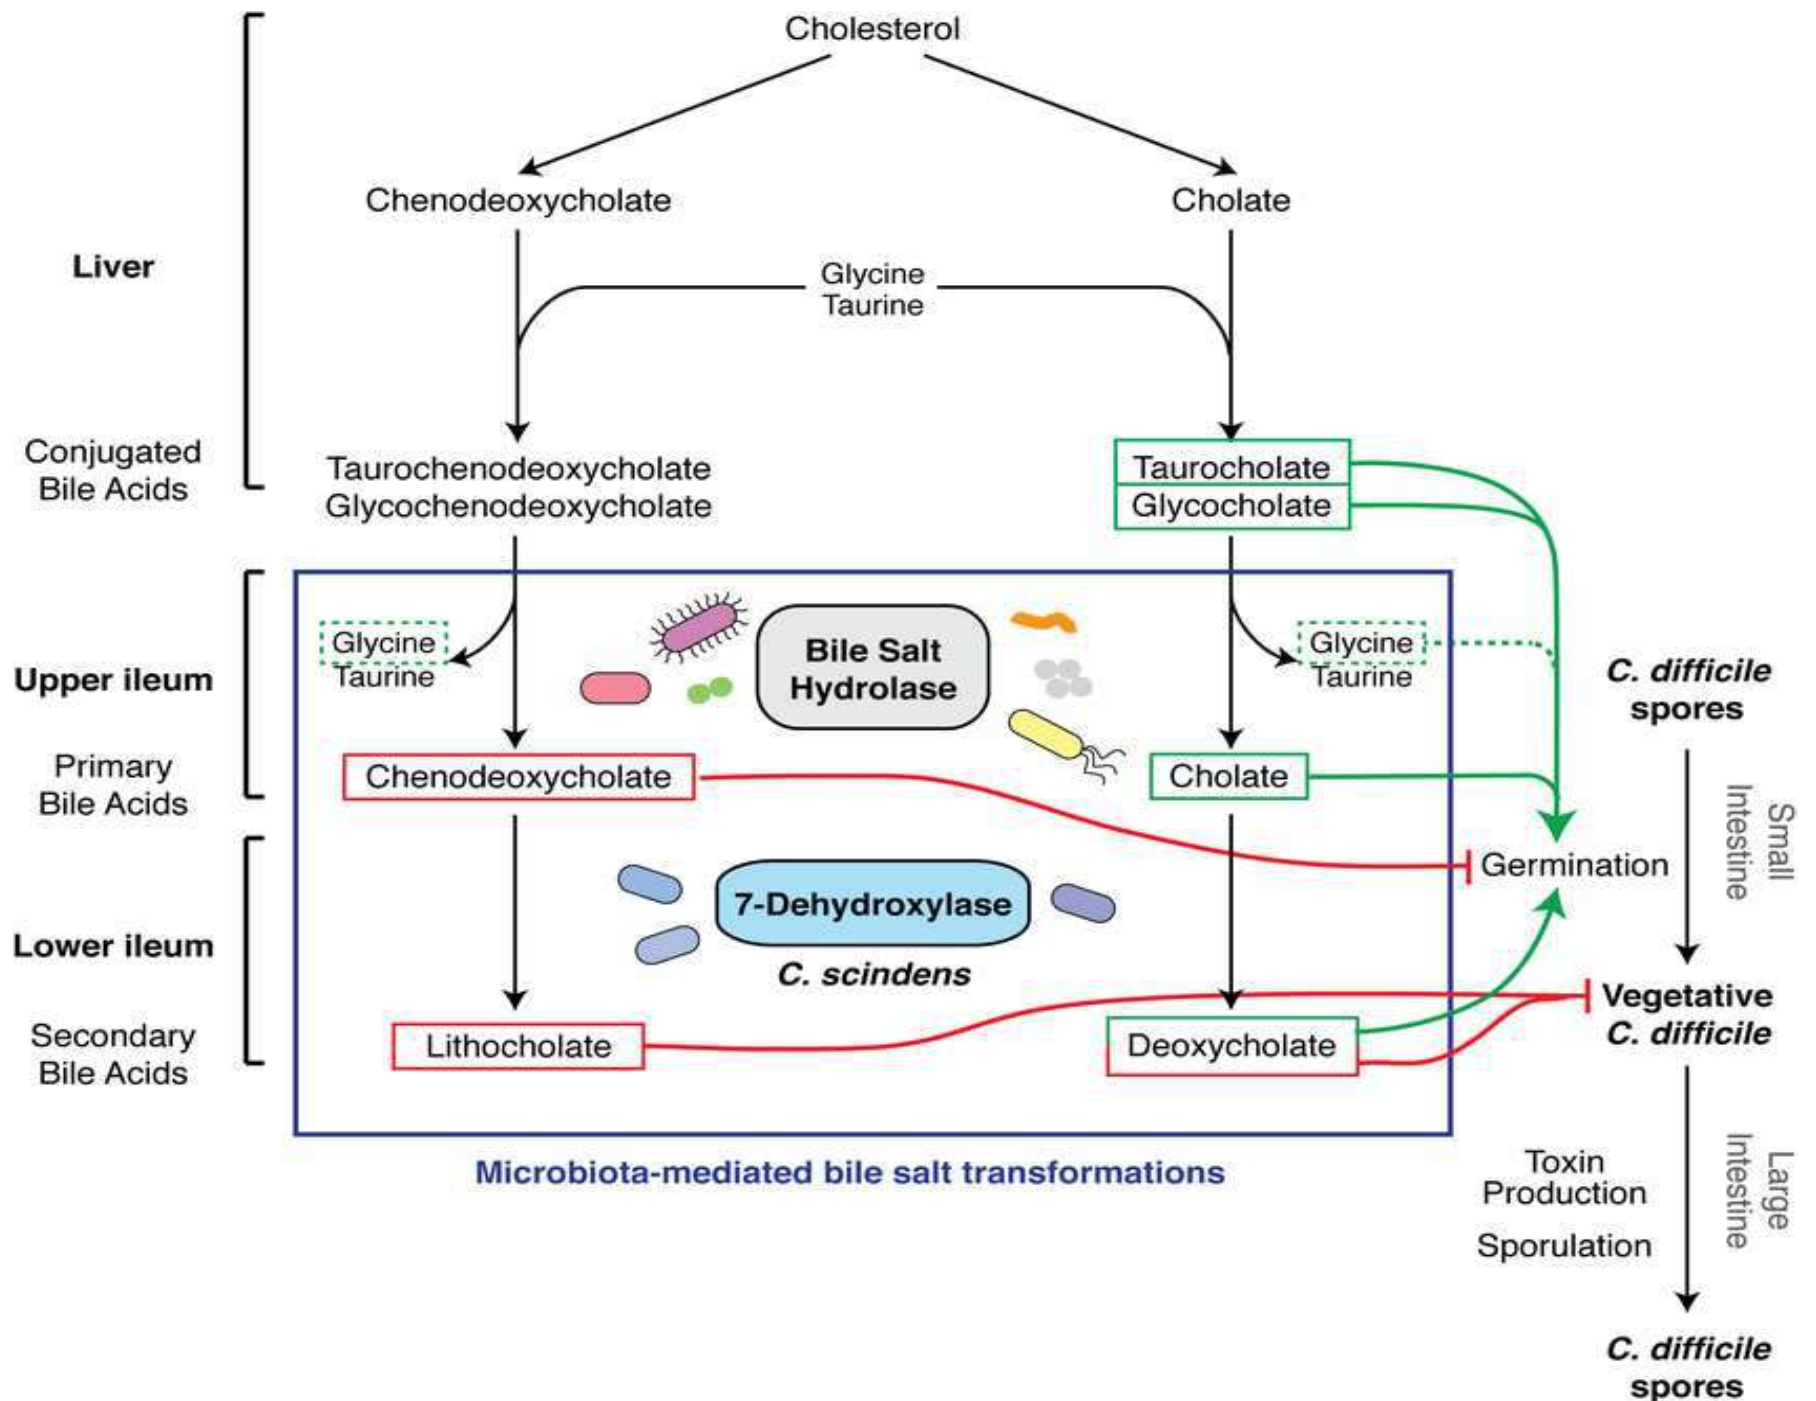 Cholesterol
Chenodeoxycholate
Cholate
Liver
Glycine
Taurine
Conjugated
Bile Acids
Taurochenodeoxycholate
Glycochenodeoxycholate
Taurocholate
Glycocholate
Upper ileum
Glycine
Taurine
Bile Salt
Hydrolase
Glycine
Taurine
C. difficile
spores
Primary
Bile Acids
Chenodeoxycholate
Cholate
Small
Intestine
Germination
Lower ileum
7-Dehydroxylase
C. scindens
Vegetative
C. difficile
Secondary
Bile Acids
Lithocholate
Deoxycholate
Microbiota-mediated bile salt transformations
Toxin
Production
Sporulation
Large
Intestine
C. difficile
spores